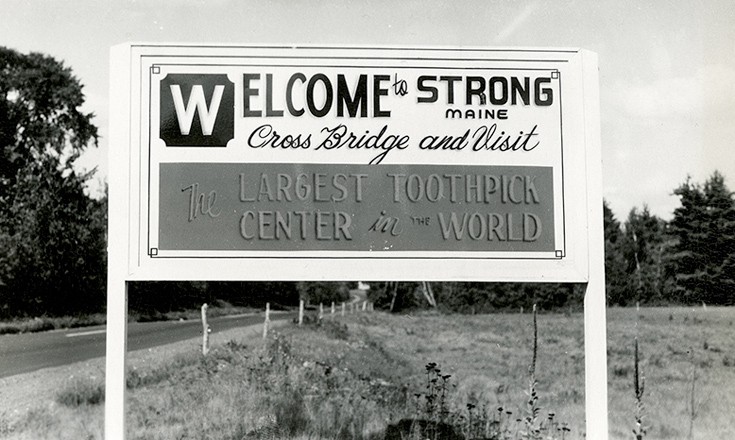 WELCOME to STRONG
MAINE
Cross Bridge and Visit
The LARGEST TOOTHPICK
CENTER in THE WORLD